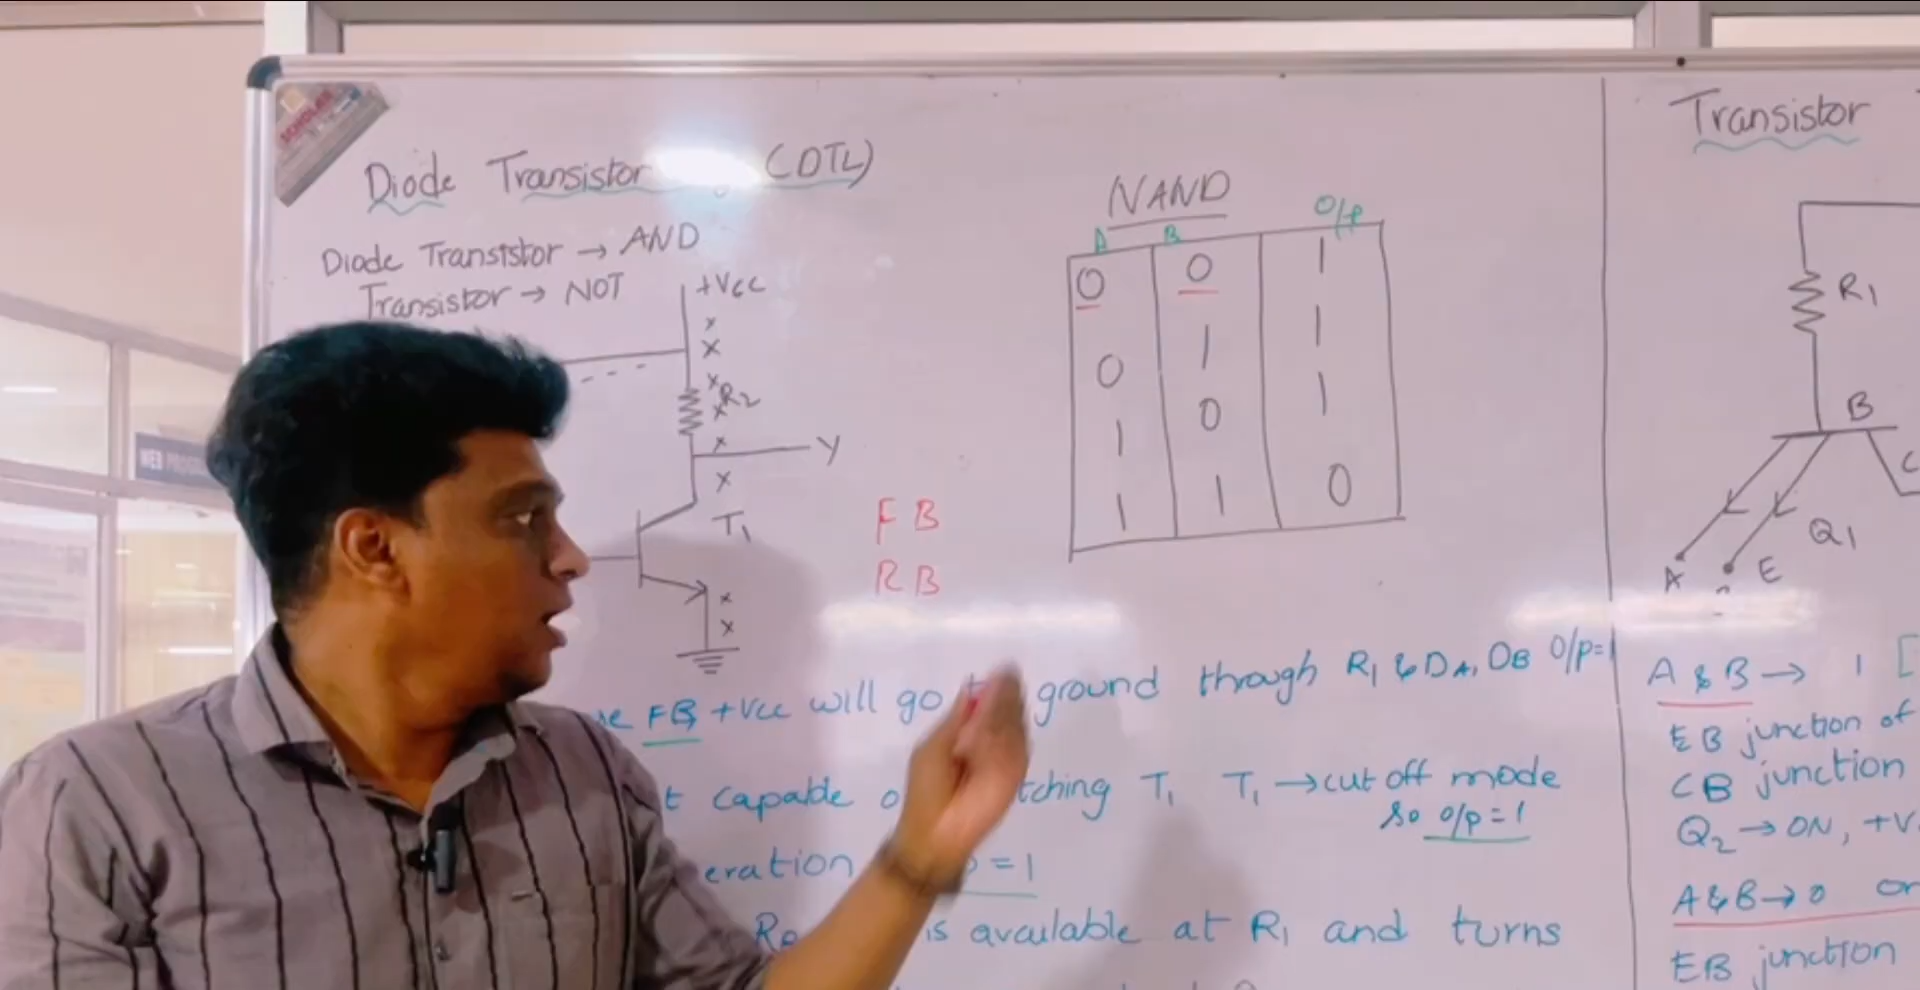 SCHOLAR
Diode Transistor (DTL)
Diode Transistor → AND
Transistor → NOT
+Vcc
R2
Y
T1
FB
RB
WEB
NAND
A B O/P
0 0 1
0 1 1
1 0 1
1 1 0
FB, +Vcc will go ground through R1 & DA, DB O/P=1
capable T1 T1 → cut off mode
so o/p = 1
= 1
is available at R1 and turns
Transistor
R1
B
Q1
A E
A & B → 1 [
EB junction of
CB junction
Q2 → ON, +V
A & B → 0 or
EB junction